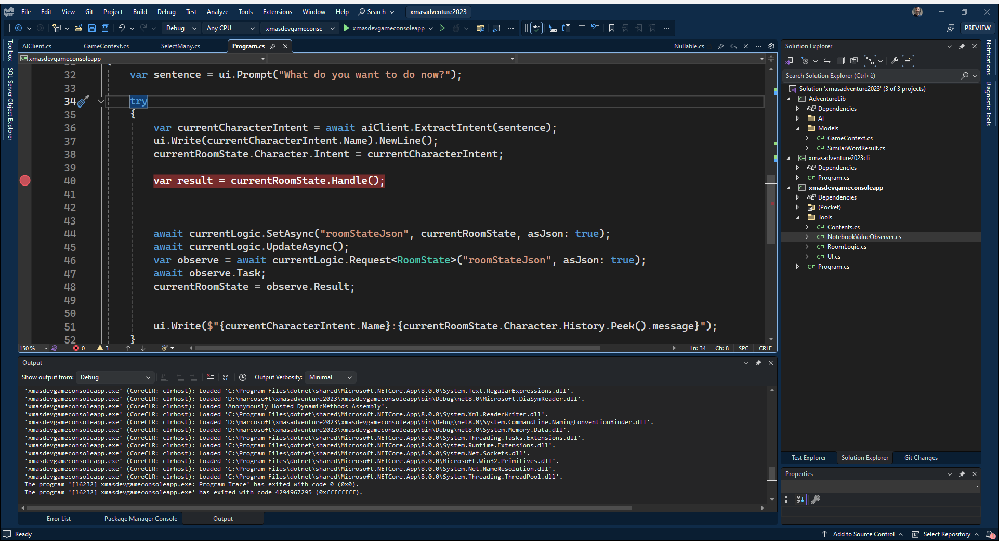 File Edit View Git Project Build Debug Test Analyze Tools Extensions Window Help Search xmasadventure2023
Debug Any CPU xmasdevgameconso xmasdevgameconsoleapp abc PREVIEW
Toolbox
SQL Server Object Explorer
AIClient.cs GameContext.cs SelectMany.cs Program.cs Nullable.cs
xmasdevgameconsoleapp
32 var sentence = ui.Prompt("What do you want to do now?");
33
34 try
35 {
36 var currentCharacterIntent = await aiClient.ExtractIntent(sentence);
37 ui.Write(currentCharacterIntent.Name).NewLine();
38 currentRoomState.Character.Intent = currentCharacterIntent;
39
40 var result = currentRoomState.Handle();
41
42
43
44 await currentLogic.SetAsync("roomStateJson", currentRoomState, asJson: true);
45 await currentLogic.UpdateAsync();
46 var observe = await currentLogic.Request<RoomState>("roomStateJson", asJson: true);
47 await observe.Task;
48 currentRoomState = observe.Result;
49
50
51 ui.Write($"{currentCharacterIntent.Name}:{currentRoomState.Character.History.Peek().message}");
52 }
150 % 0 3 Ln: 34 Ch: 8 SPC CRLF
Output
Show output from: Debug Output Verbosity: Minimal
'xmasdevgameconsoleapp.exe' (CoreCLR: clrhost): Loaded 'C:\Program Files\dotnet\shared\Microsoft.NETCore.App\8.0.0\System.Text.RegularExpressions.dll'.
'xmasdevgameconsoleapp.exe' (CoreCLR: clrhost): Loaded 'D:\marcosoft\xmasadventure2023\xmasdevgameconsoleapp\bin\Debug\net8.0\Microsoft.DiaSymReader.dll'.
'xmasdevgameconsoleapp.exe' (CoreCLR: clrhost): Loaded 'Anonymously Hosted DynamicMethods Assembly'.
'xmasdevgameconsoleapp.exe' (CoreCLR: clrhost): Loaded 'C:\Program Files\dotnet\shared\Microsoft.NETCore.App\8.0.0\System.Xml.ReaderWriter.dll'.
'xmasdevgameconsoleapp.exe' (CoreCLR: clrhost): Loaded 'D:\marcosoft\xmasadventure2023\xmasdevgameconsoleapp\bin\Debug\net8.0\System.CommandLine.NamingConventionBinder.dll'.
'xmasdevgameconsoleapp.exe' (CoreCLR: clrhost): Loaded 'D:\marcosoft\xmasadventure2023\xmasdevgameconsoleapp\bin\Debug\net8.0\System.Memory.Data.dll'.
'xmasdevgameconsoleapp.exe' (CoreCLR: clrhost): Loaded 'C:\Program Files\dotnet\shared\Microsoft.NETCore.App\8.0.0\System.Threading.Tasks.Extensions.dll'.
'xmasdevgameconsoleapp.exe' (CoreCLR: clrhost): Loaded 'C:\Program Files\dotnet\shared\Microsoft.NETCore.App\8.0.0\System.Runtime.Extensions.dll'.
'xmasdevgameconsoleapp.exe' (CoreCLR: clrhost): Loaded 'C:\Program Files\dotnet\shared\Microsoft.NETCore.App\8.0.0\System.Net.Sockets.dll'.
'xmasdevgameconsoleapp.exe' (CoreCLR: clrhost): Loaded 'C:\Program Files\dotnet\shared\Microsoft.NETCore.App\8.0.0\Microsoft.Win32.Primitives.dll'.
'xmasdevgameconsoleapp.exe' (CoreCLR: clrhost): Loaded 'C:\Program Files\dotnet\shared\Microsoft.NETCore.App\8.0.0\System.Net.NameResolution.dll'.
'xmasdevgameconsoleapp.exe' (CoreCLR: clrhost): Loaded 'C:\Program Files\dotnet\shared\Microsoft.NETCore.App\8.0.0\System.Threading.ThreadPool.dll'.
The program '[16232] xmasdevgameconsoleapp.exe: Program Trace' has exited with code 0 (0x0).
The program '[16232] xmasdevgameconsoleapp.exe' has exited with code 4294967295 (0xffffffff).
Error List Package Manager Console Output
Solution Explorer
Search Solution Explorer (Ctrl+è)
Solution 'xmasadventure2023' (3 of 3 projects)
C# AdventureLib
Dependencies
AI
Models
C# GameContext.cs
C# SimilarWordResult.cs
C# xmasadventure2023cli
Dependencies
C# Program.cs
C# xmasdevgameconsoleapp
Dependencies
(Pocket)
Tools
C# Contents.cs
C# NotebookValueObserver.cs
C# RoomLogic.cs
C# UI.cs
C# Program.cs
Test Explorer Solution Explorer Git Changes
Properties
Notifications
Diagnostic Tools
Ready Add to Source Control Select Repository 1